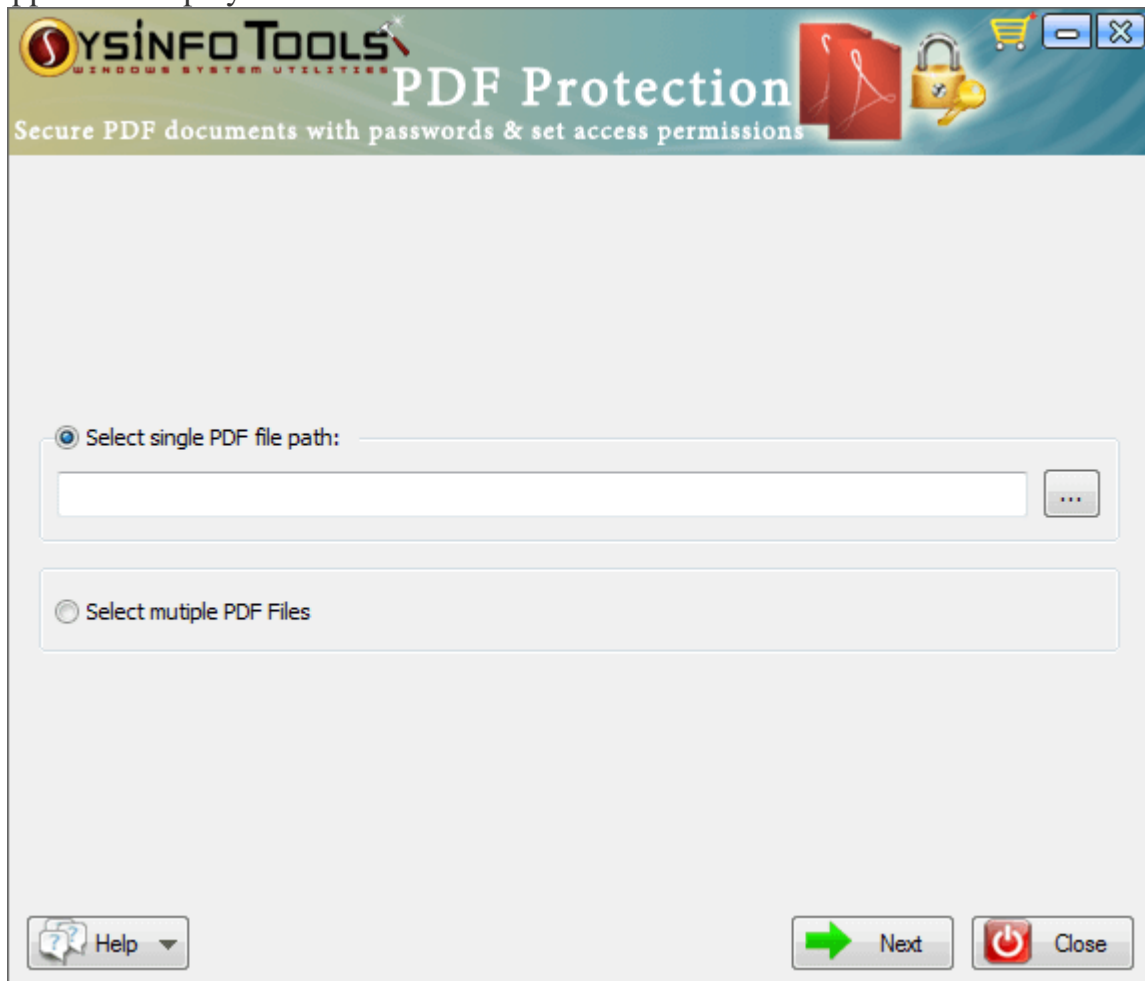 SYSINFO TOOLS
WINDOWS SYSTEM UTILITIES
PDF Protection
Secure PDF documents with passwords & set access permissions
Select single PDF file path:
...
Select mutiple PDF Files
Help
Next
Close